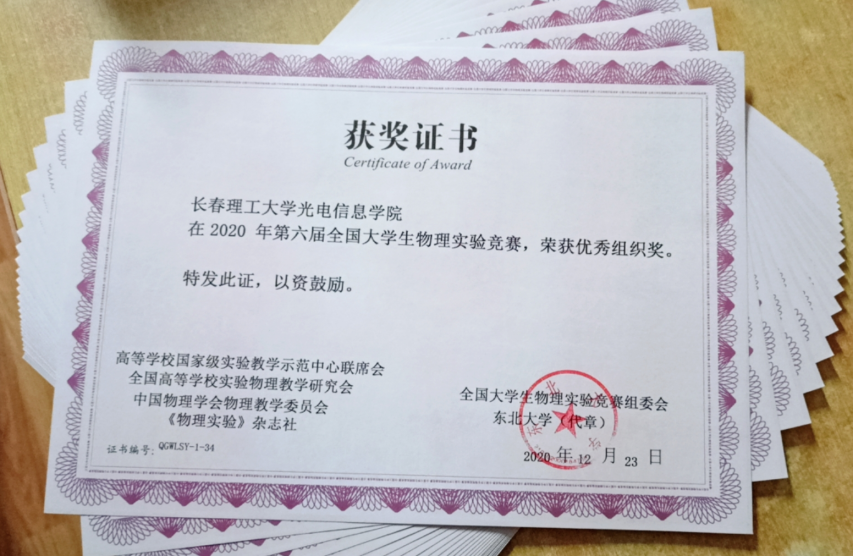 获奖证书
Certificate of Award
长春理工大学光电信息学院
在 2020 年第六届全国大学生物理实验竞赛，荣获优秀组织奖。
特发此证，以资鼓励。
高等学校国家级实验教学示范中心联席会
全国高等学校实验物理教学研究会
中国物理学会物理教学委员会
《物理实验》杂志社
证书编号：QGWLSY-1-34
全国大学生物理实验竞赛组委会
东北大学（代章）
2020 年 12 月 23 日